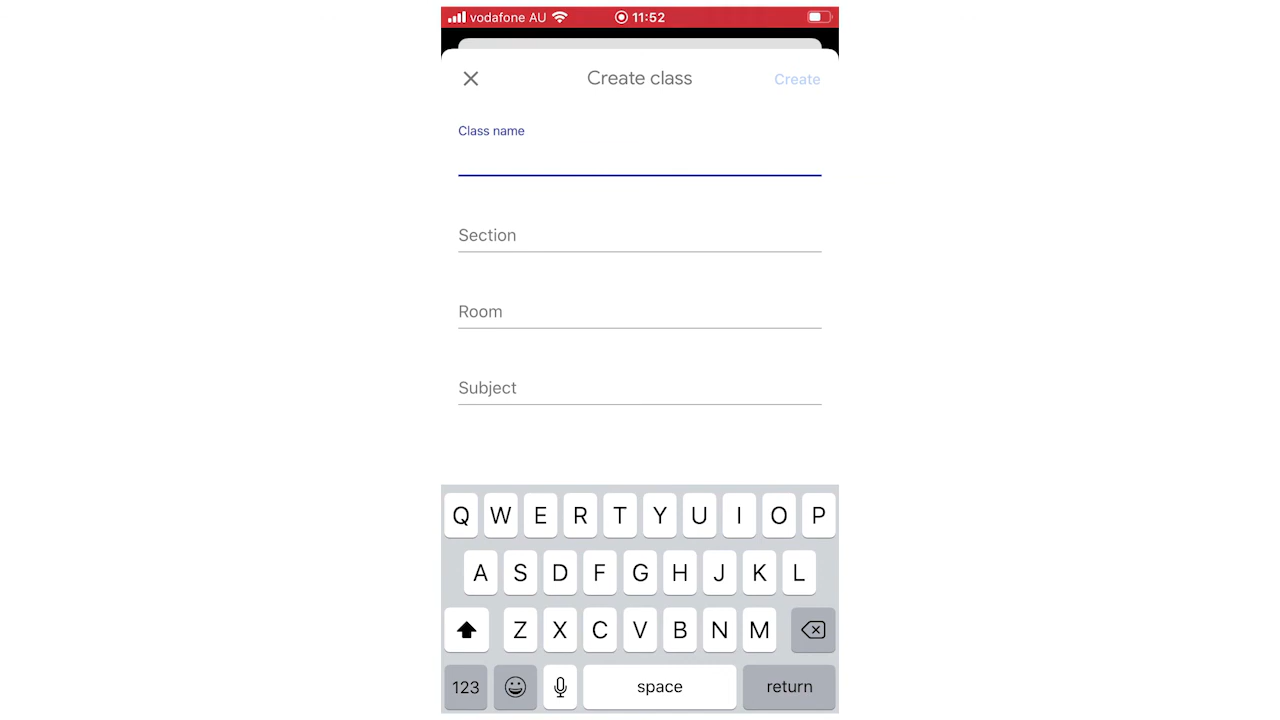 vodafone AU 11:52
Create class Create
Class name
Section
Room
Subject
Q W E R T Y U I O P
A S D F G H J K L
Z X C V B N M
123 space return